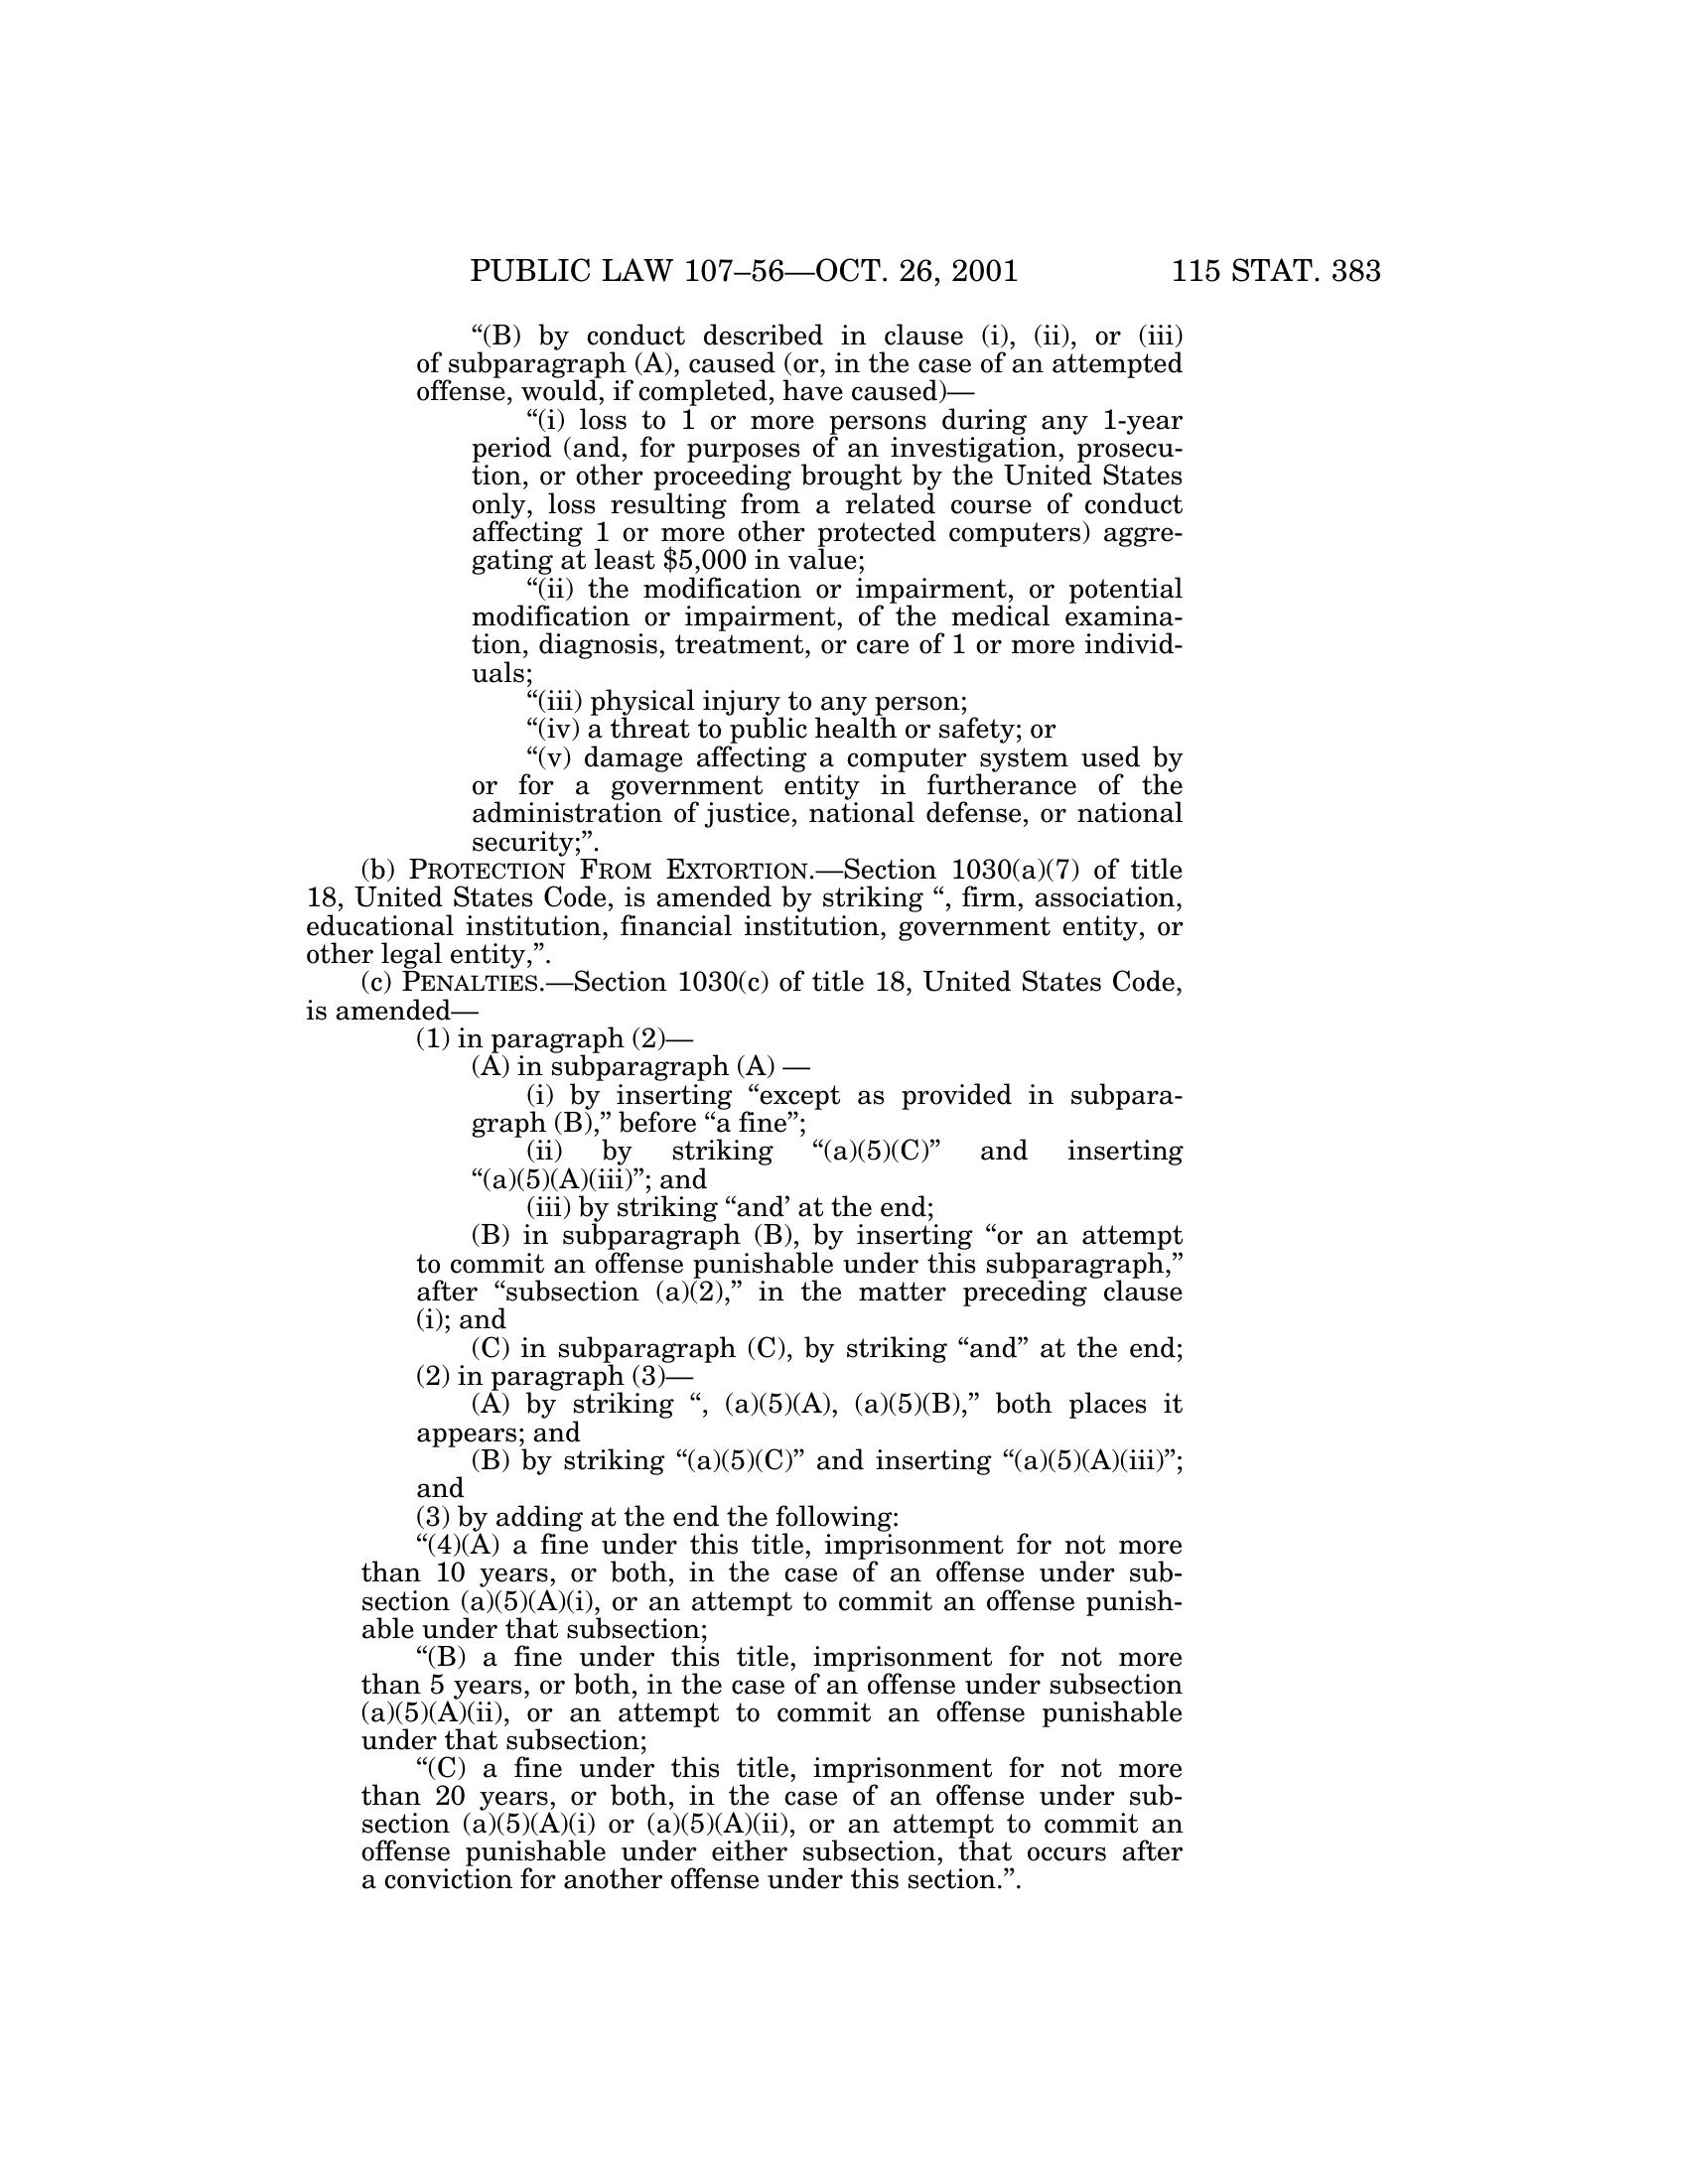 PUBLIC LAW 107–56—OCT. 26, 2001 115 STAT. 383
“(B) by conduct described in clause (i), (ii), or (iii)
of subparagraph (A), caused (or, in the case of an attempted
offense, would, if completed, have caused)—
“(i) loss to 1 or more persons during any 1-year
period (and, for purposes of an investigation, prosecu-
tion, or other proceeding brought by the United States
only, loss resulting from a related course of conduct
affecting 1 or more other protected computers) aggre-
gating at least $5,000 in value;
“(ii) the modification or impairment, or potential
modification or impairment, of the medical examina-
tion, diagnosis, treatment, or care of 1 or more individ-
uals;
“(iii) physical injury to any person;
“(iv) a threat to public health or safety; or
“(v) damage affecting a computer system used by
or for a government entity in furtherance of the
administration of justice, national defense, or national
security;”.
(b) PROTECTION FROM EXTORTION.—Section 1030(a)(7) of title
18, United States Code, is amended by striking “, firm, association,
educational institution, financial institution, government entity, or
other legal entity,”.
(c) PENALTIES.—Section 1030(c) of title 18, United States Code,
is amended—
(1) in paragraph (2)—
(A) in subparagraph (A) —
(i) by inserting “except as provided in subpara-
graph (B),” before “a fine”;
(ii) by striking “(a)(5)(C)” and inserting
“(a)(5)(A)(iii)”; and
(iii) by striking “and’ at the end;
(B) in subparagraph (B), by inserting “or an attempt
to commit an offense punishable under this subparagraph,”
after “subsection (a)(2),” in the matter preceding clause
(i); and
(C) in subparagraph (C), by striking “and” at the end;
(2) in paragraph (3)—
(A) by striking “, (a)(5)(A), (a)(5)(B),” both places it
appears; and
(B) by striking “(a)(5)(C)” and inserting “(a)(5)(A)(iii)”;
and
(3) by adding at the end the following:
“(4)(A) a fine under this title, imprisonment for not more
than 10 years, or both, in the case of an offense under sub-
section (a)(5)(A)(i), or an attempt to commit an offense punish-
able under that subsection;
“(B) a fine under this title, imprisonment for not more
than 5 years, or both, in the case of an offense under subsection
(a)(5)(A)(ii), or an attempt to commit an offense punishable
under that subsection;
“(C) a fine under this title, imprisonment for not more
than 20 years, or both, in the case of an offense under sub-
section (a)(5)(A)(i) or (a)(5)(A)(ii), or an attempt to commit an
offense punishable under either subsection, that occurs after
a conviction for another offense under this section.”.